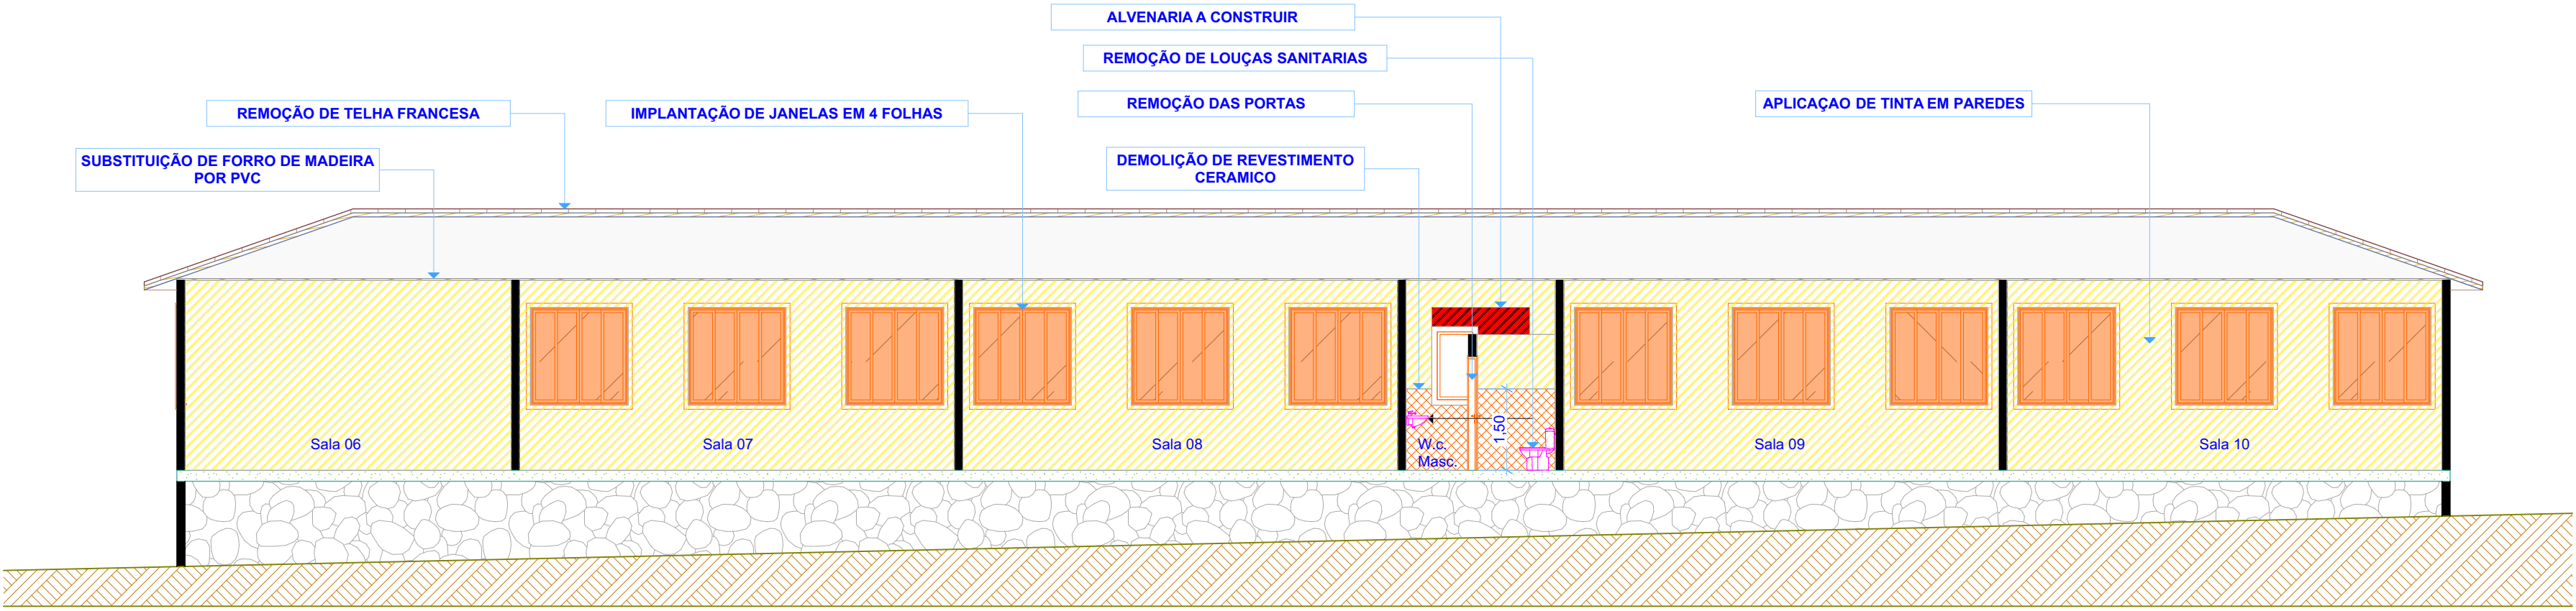 ALVENARIA A CONSTRUIR
REMOÇÃO DE LOUÇAS SANITARIAS
REMOÇÃO DAS PORTAS
APLICAÇAO DE TINTA EM PAREDES
REMOÇÃO DE TELHA FRANCESA
IMPLANTAÇÃO DE JANELAS EM 4 FOLHAS
SUBSTITUIÇÃO DE FORRO DE MADEIRA
POR PVC
DEMOLIÇÃO DE REVESTIMENTO
CERAMICO
Sala 06
Sala 07
Sala 08
W.c.
Masc.
1,50
Sala 09
Sala 10